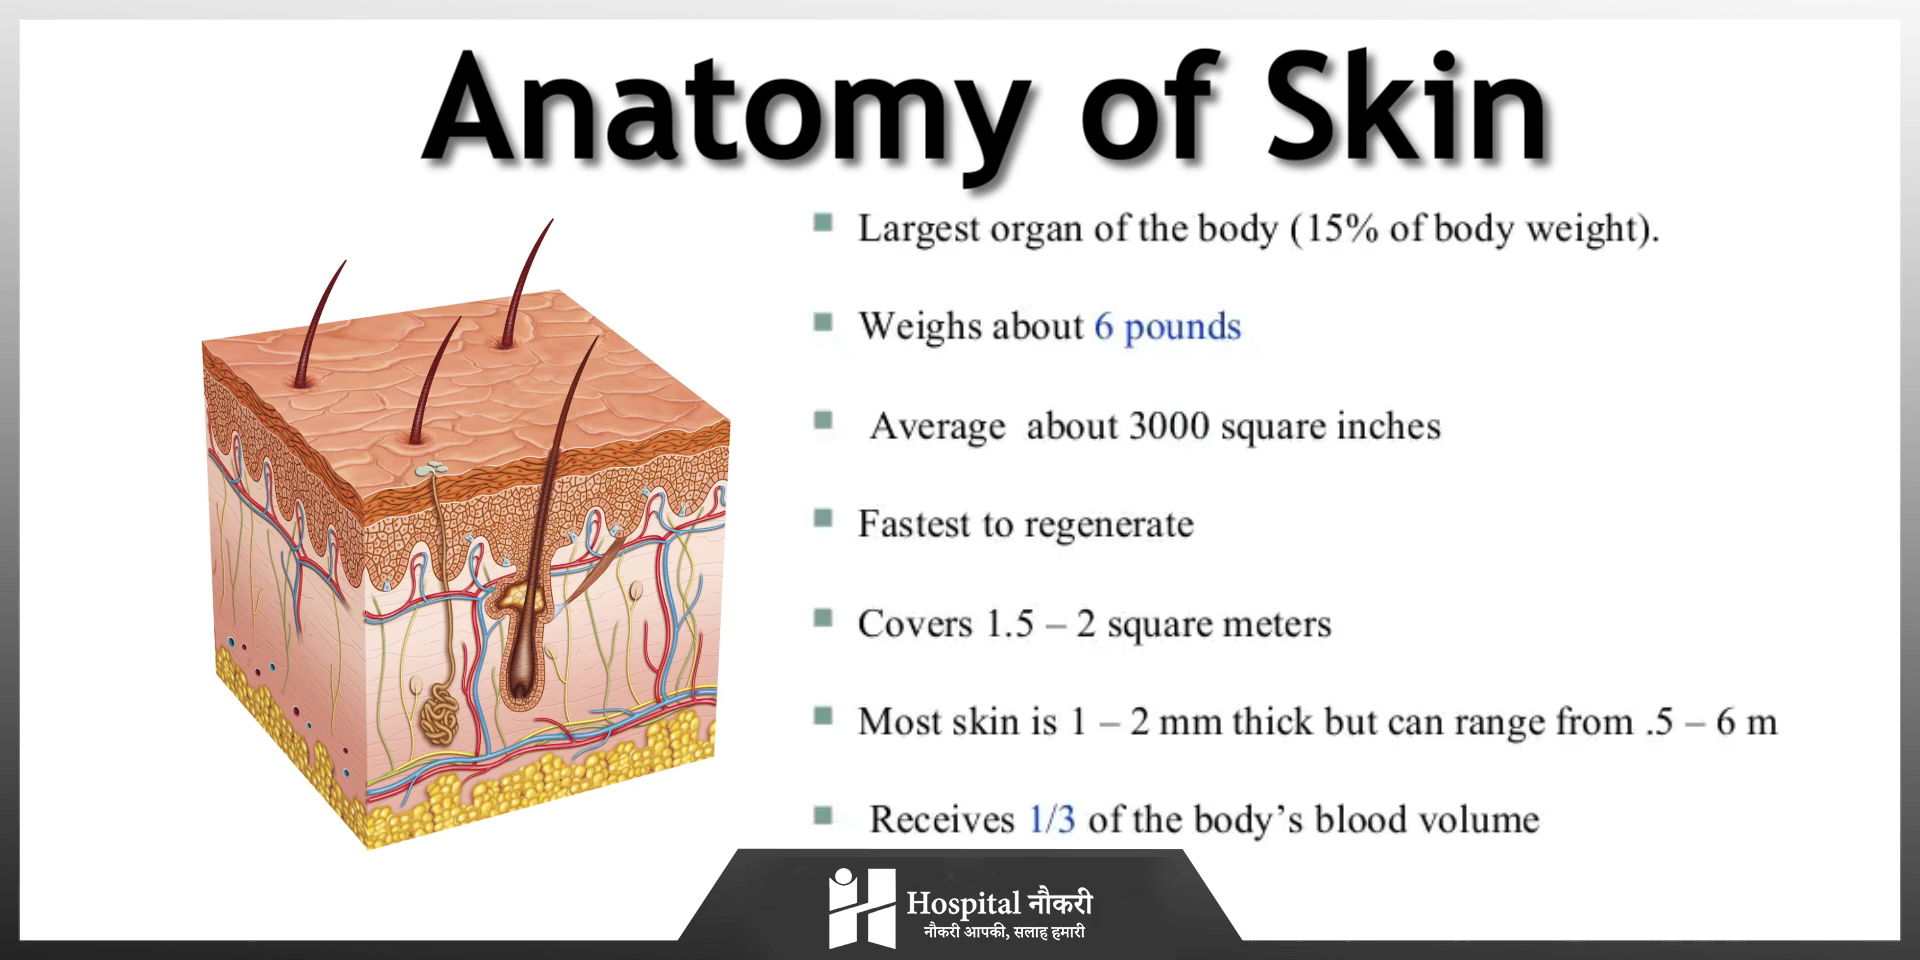 Anatomy of Skin
Largest organ of the body (15% of body weight).
Weighs about 6 pounds
Average about 3000 square inches
Fastest to regenerate
Covers 1.5 – 2 square meters
Most skin is 1 – 2 mm thick but can range from .5 – 6 m
Receives 1/3 of the body’s blood volume
Hospital नौकरी
नौकरी आपकी, सलाह हमारी